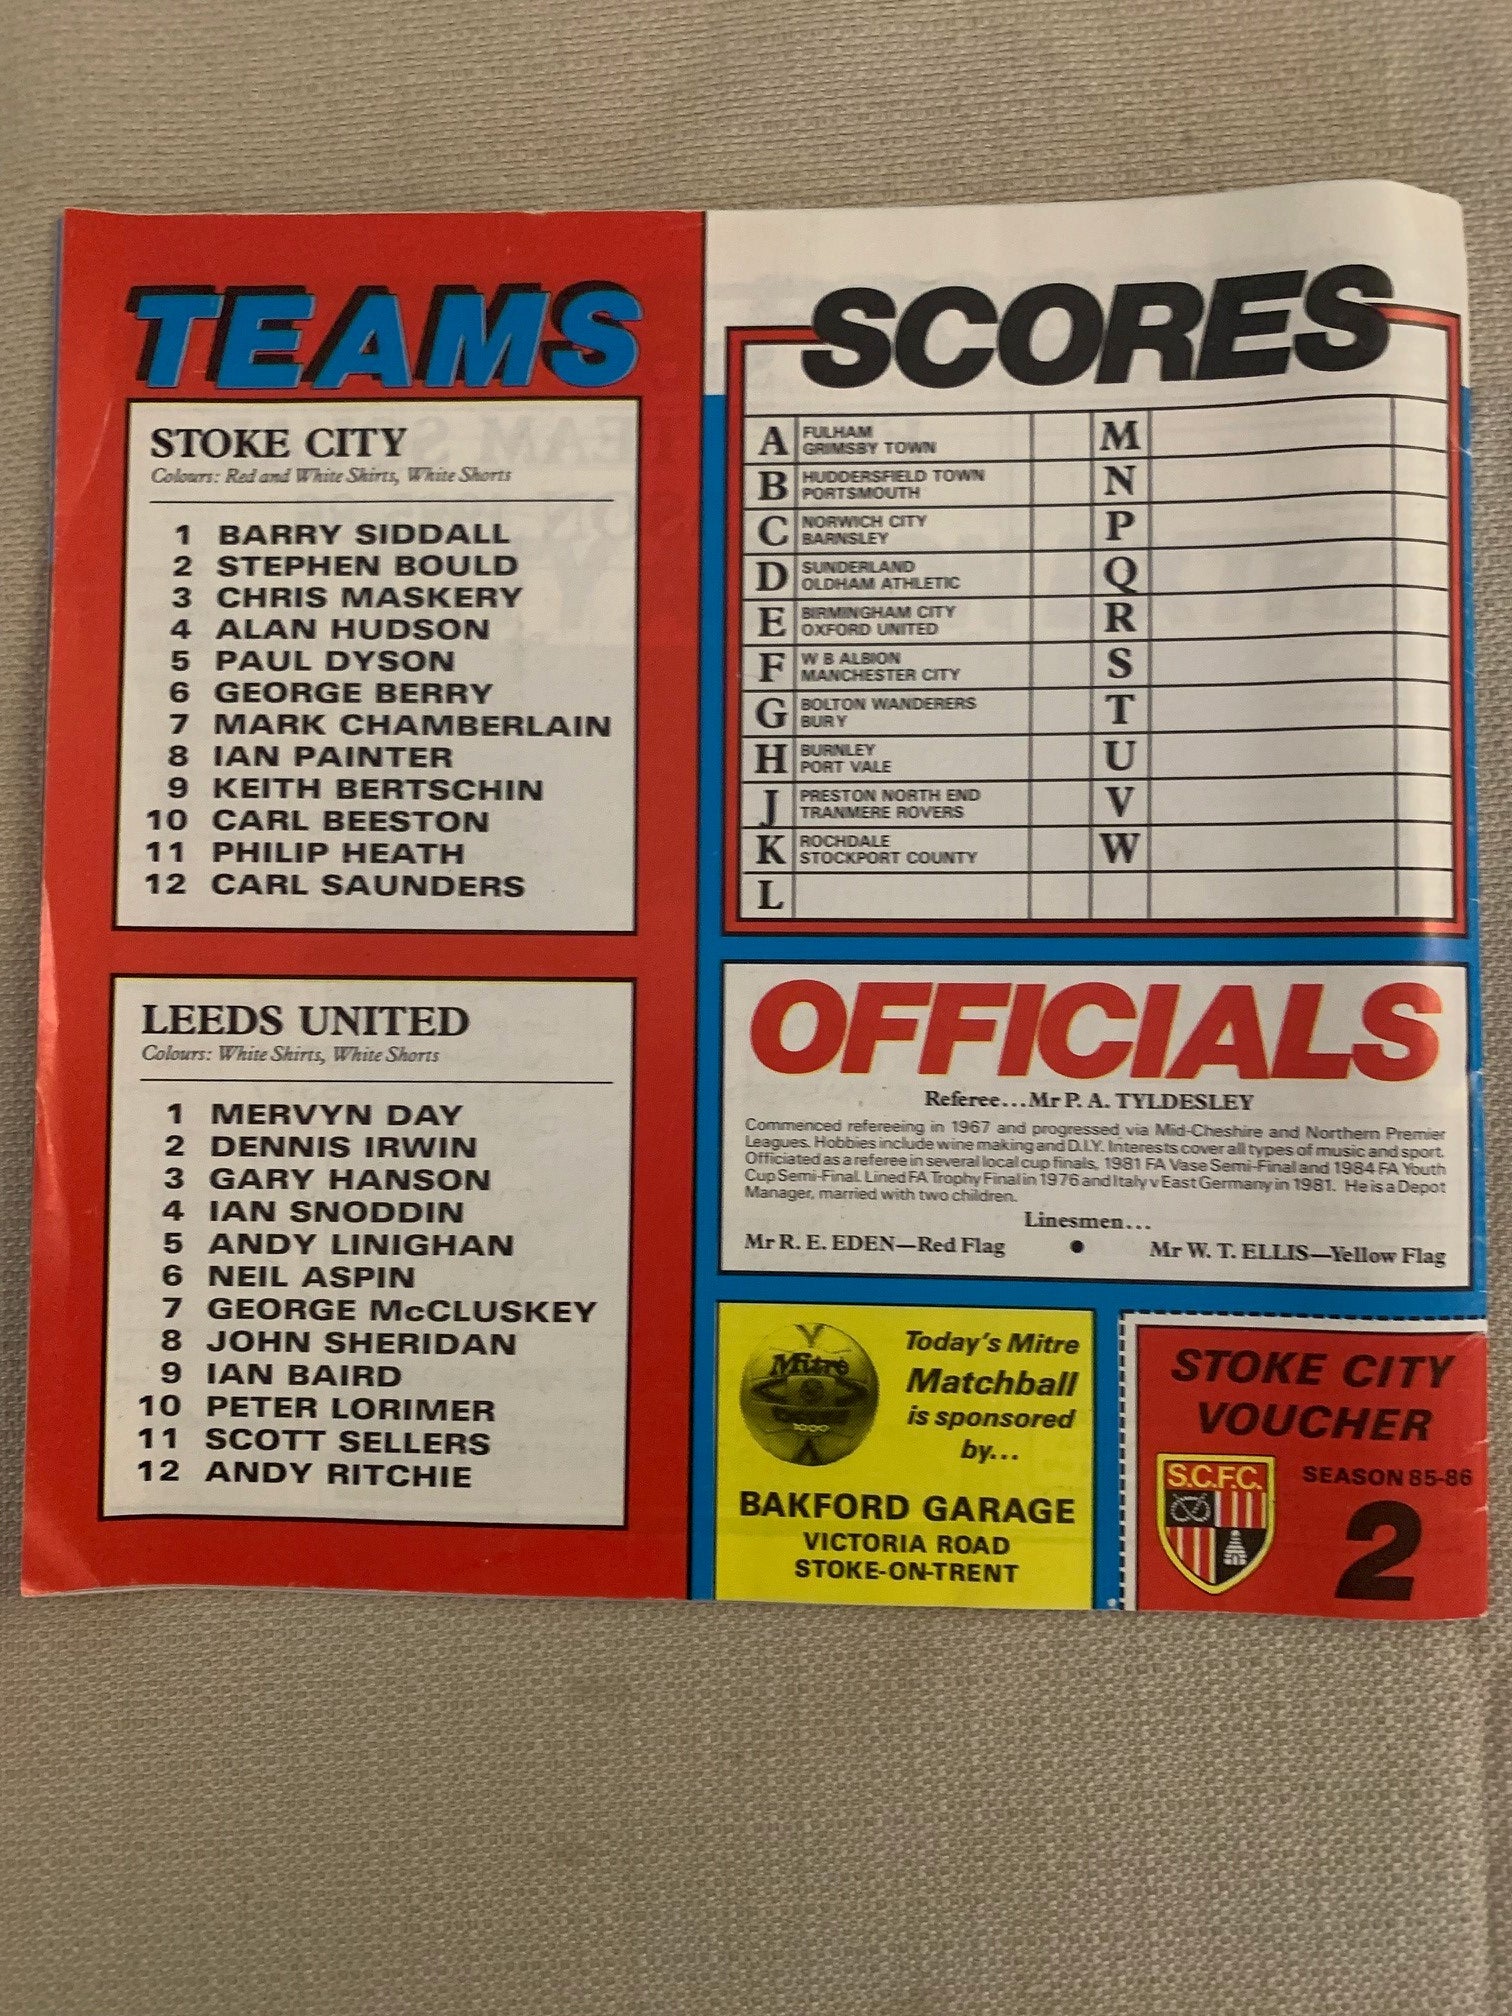 TEAMS
STOKE CITY
Colours: Red and White Shirts, White Shorts
1 BARRY SIDDALL
2 STEPHEN BOULD
3 CHRIS MASKERY
4 ALAN HUDSON
5 PAUL DYSON
6 GEORGE BERRY
7 MARK CHAMBERLAIN
8 IAN PAINTER
9 KEITH BERTSCHIN
10 CARL BEESTON
11 PHILIP HEATH
12 CARL SAUNDERS
LEEDS UNITED
Colours: White Shirts, White Shorts
1 MERVYN DAY
2 DENNIS IRWIN
3 GARY HANSON
4 IAN SNODDIN
5 ANDY LINIGHAN
6 NEIL ASPIN
7 GEORGE McCLUSKEY
8 JOHN SHERIDAN
9 IAN BAIRD
10 PETER LORIMER
11 SCOTT SELLERS
12 ANDY RITCHIE
SCORES
A FULHAM
GRIMSBY TOWN
B HUDDERSFIELD TOWN
PORTSMOUTH
C NORWICH CITY
BARNSLEY
D SUNDERLAND
OLDHAM ATHLETIC
E BIRMINGHAM CITY
OXFORD UNITED
F W B ALBION
MANCHESTER CITY
G BOLTON WANDERERS
BURY
H BURNLEY
PORT VALE
J PRESTON NORTH END
TRANMERE ROVERS
K ROCHDALE
STOCKPORT COUNTY
L
M
N
P
Q
R
S
T
U
V
W
OFFICIALS
Referee...Mr P. A. TYLDESLEY
Commenced refereeing in 1967 and progressed via Mid-Cheshire and Northern Premier
Leagues. Hobbies include wine making and D.I.Y. Interests cover all types of music and sport.
Officiated as a referee in several local cup finals, 1981 FA Vase Semi-Final and 1984 FA Youth
Cup Semi-Final. Lined FA Trophy Final in 1976 and Italy v East Germany in 1981. He is a Depot
Manager, married with two children.
Linesmen...
Mr R. E. EDEN—Red Flag ● Mr W. T. ELLIS—Yellow Flag
Mitre
Today's Mitre
Matchball
is sponsored
by...
BAKFORD GARAGE
VICTORIA ROAD
STOKE-ON-TRENT
STOKE CITY
VOUCHER
S.C.F.C.
SEASON 85-86
2